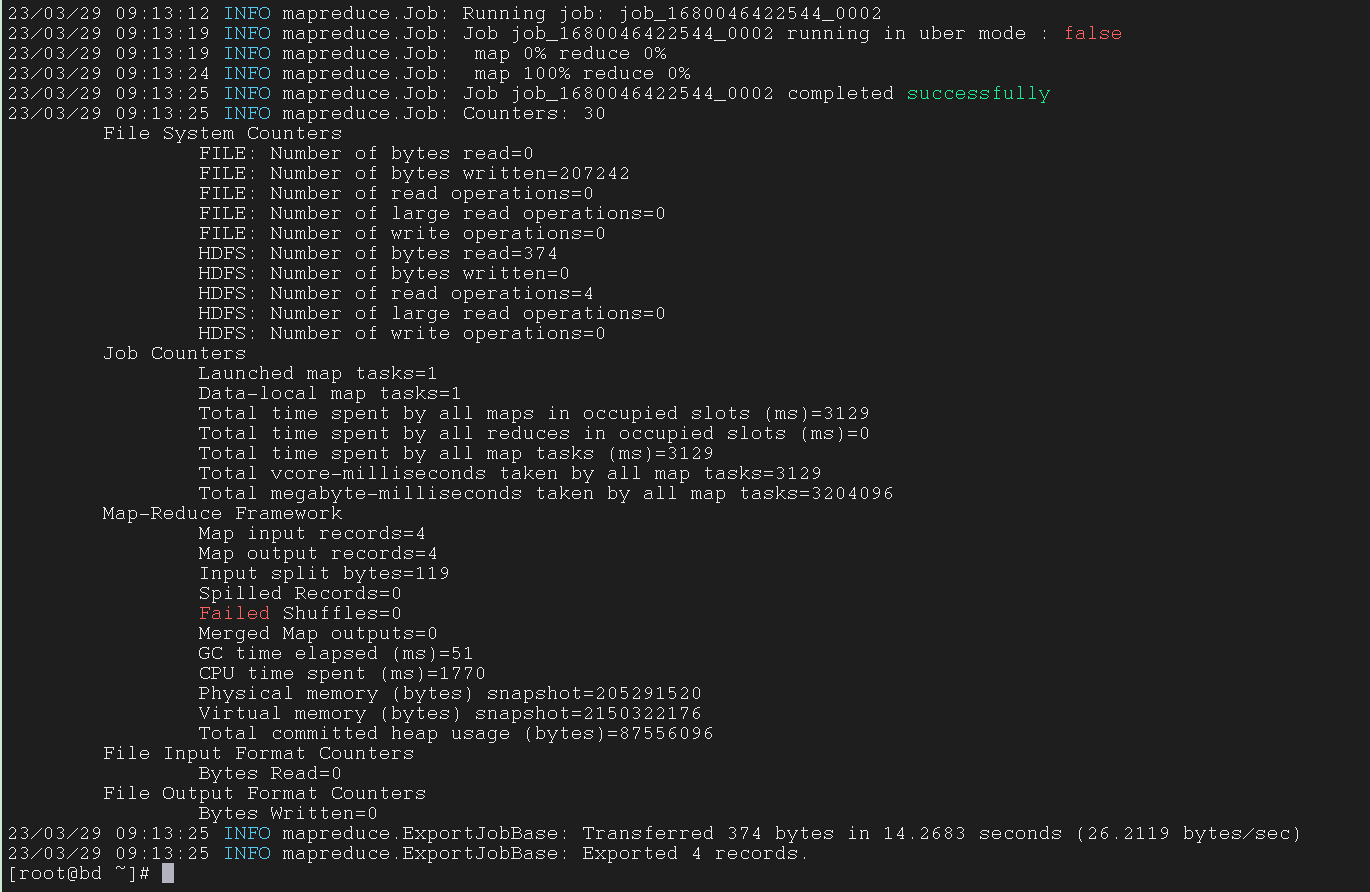 23/03/29 09:13:12 INFO mapreduce.Job: Running job: job_1680046422544_0002
23/03/29 09:13:19 INFO mapreduce.Job: Job job_1680046422544_0002 running in uber mode : false
23/03/29 09:13:19 INFO mapreduce.Job:  map 0% reduce 0%
23/03/29 09:13:24 INFO mapreduce.Job:  map 100% reduce 0%
23/03/29 09:13:25 INFO mapreduce.Job: Job job_1680046422544_0002 completed successfully
23/03/29 09:13:25 INFO mapreduce.Job: Counters: 30
File System Counters
FILE: Number of bytes read=0
FILE: Number of bytes written=207242
FILE: Number of read operations=0
FILE: Number of large read operations=0
FILE: Number of write operations=0
HDFS: Number of bytes read=374
HDFS: Number of bytes written=0
HDFS: Number of read operations=4
HDFS: Number of large read operations=0
HDFS: Number of write operations=0
Job Counters
Launched map tasks=1
Data-local map tasks=1
Total time spent by all maps in occupied slots (ms)=3129
Total time spent by all reduces in occupied slots (ms)=0
Total time spent by all map tasks (ms)=3129
Total vcore-milliseconds taken by all map tasks=3129
Total megabyte-milliseconds taken by all map tasks=3204096
Map-Reduce Framework
Map input records=4
Map output records=4
Input split bytes=119
Spilled Records=0
Failed Shuffles=0
Merged Map outputs=0
GC time elapsed (ms)=51
CPU time spent (ms)=1770
Physical memory (bytes) snapshot=205291520
Virtual memory (bytes) snapshot=2150322176
Total committed heap usage (bytes)=87556096
File Input Format Counters
Bytes Read=0
File Output Format Counters
Bytes Written=0
23/03/29 09:13:25 INFO mapreduce.ExportJobBase: Transferred 374 bytes in 14.2683 seconds (26.2119 bytes/sec)
23/03/29 09:13:25 INFO mapreduce.ExportJobBase: Exported 4 records.
[root@bd ~]#